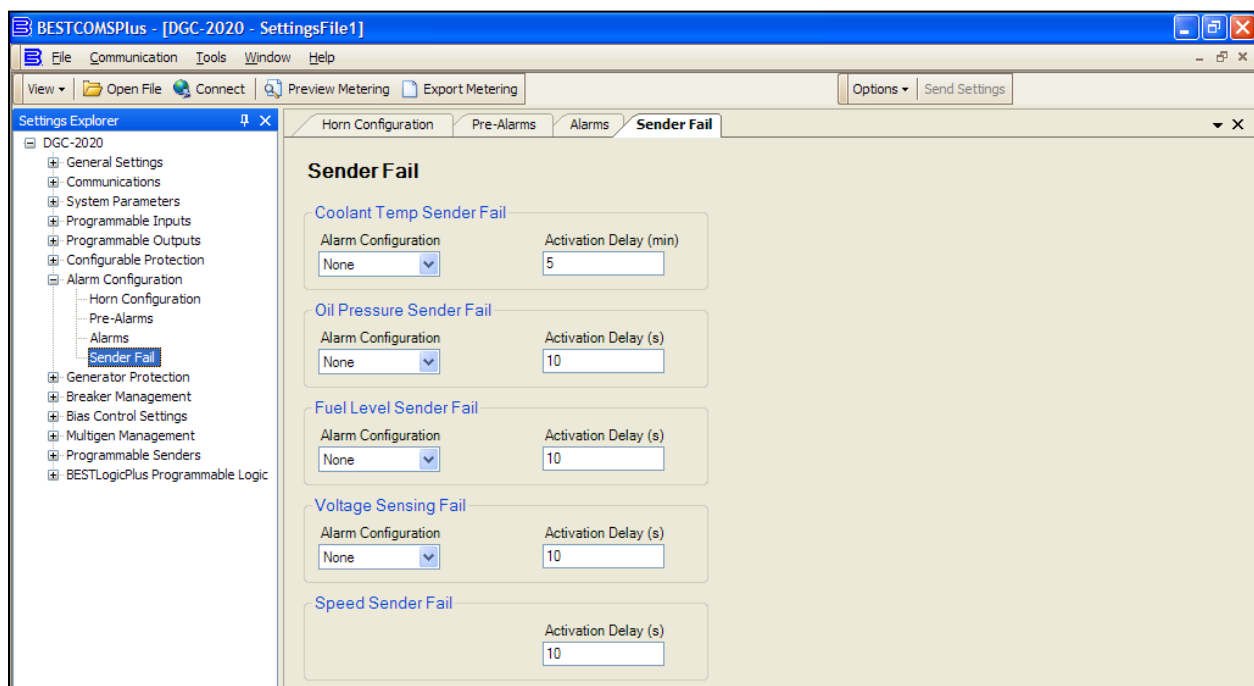 BESTCOMSPlus - [DGC-2020 - SettingsFile1]
File Communication Tools Window Help
View Open File Connect Preview Metering Export Metering Options Send Settings
Settings Explorer
DGC-2020
General Settings
Communications
System Parameters
Programmable Inputs
Programmable Outputs
Configurable Protection
Alarm Configuration
Horn Configuration
Pre-Alarms
Alarms
Sender Fail
Generator Protection
Breaker Management
Bias Control Settings
Multigen Management
Programmable Senders
BESTLogicPlus Programmable Logic
Horn Configuration Pre-Alarms Alarms Sender Fail
Sender Fail
Coolant Temp Sender Fail
Alarm Configuration Activation Delay (min)
None 5
Oil Pressure Sender Fail
Alarm Configuration Activation Delay (s)
None 10
Fuel Level Sender Fail
Alarm Configuration Activation Delay (s)
None 10
Voltage Sensing Fail
Alarm Configuration Activation Delay (s)
None 10
Speed Sender Fail
Activation Delay (s)
10